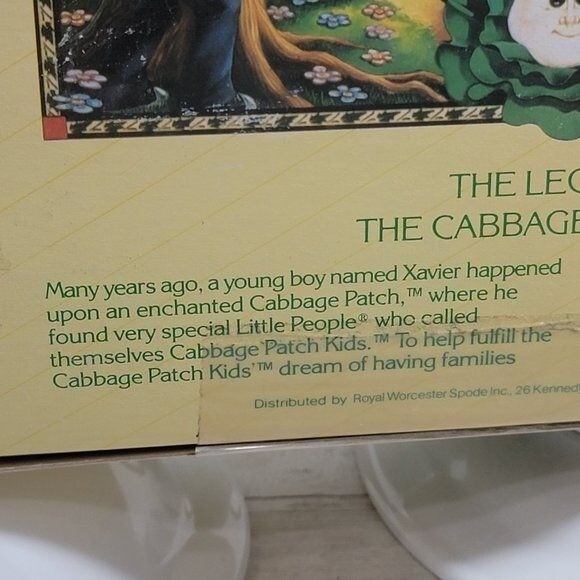 THE LEG
THE CABBAGE
Many years ago, a young boy named Xavier happened
upon an enchanted Cabbage Patch,™ where he
found very special Little People® who called
themselves Cabbage Patch Kids.™ To help fulfill the
Cabbage Patch Kids'™ dream of having families
Distributed by Royal Worcester Spode Inc., 26 Kennedy